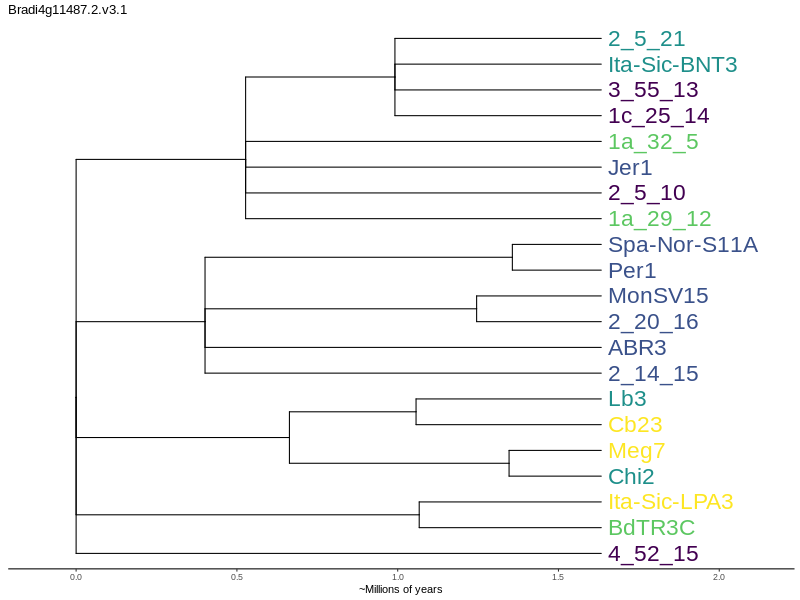 Bradi4g11487.2.v3.1
2_5_21
Ita-Sic-BNT3
3_55_13
1c_25_14
1a_32_5
Jer1
2_5_10
1a_29_12
Spa-Nor-S11A
Per1
MonSV15
2_20_16
ABR3
2_14_15
Lb3
Cb23
Meg7
Chi2
Ita-Sic-LPA3
BdTR3C
4_52_15
0.0 0.5 1.0 1.5 2.0
~Millions of years